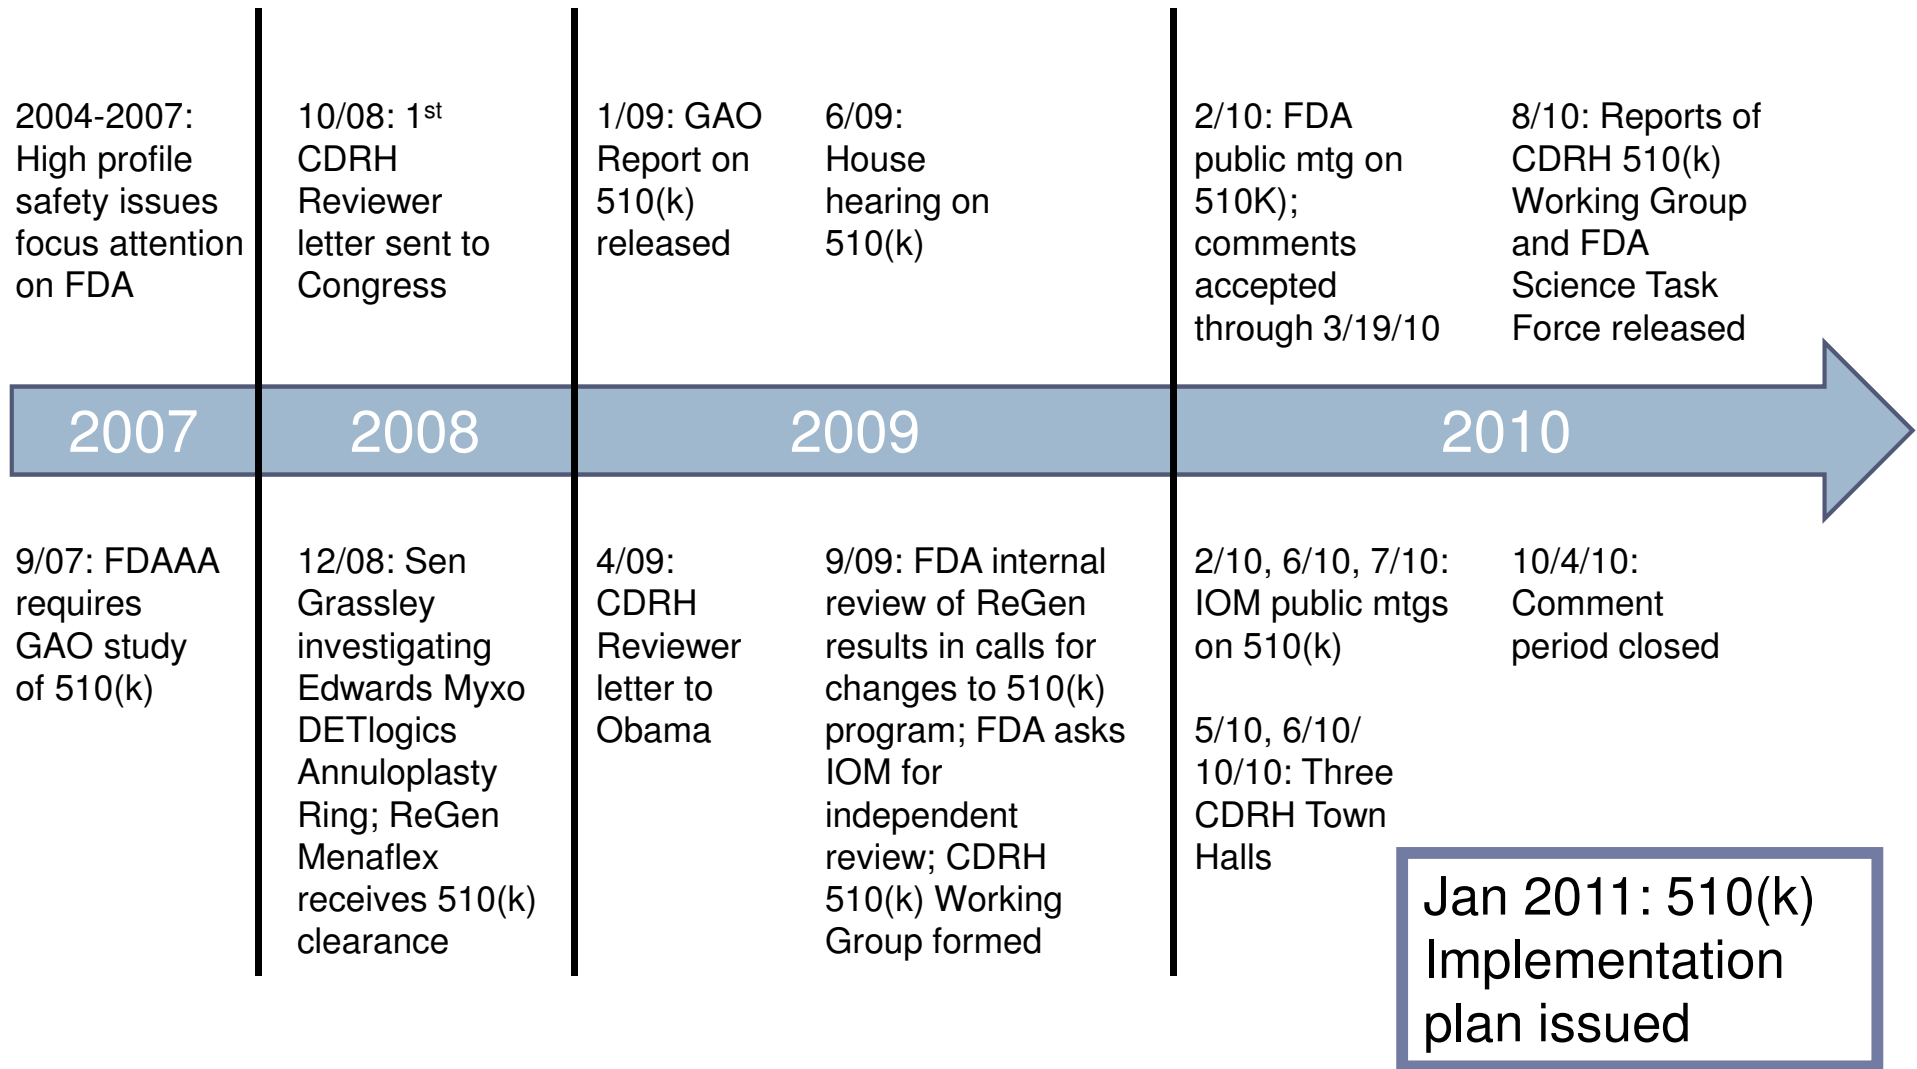 2004-2007:
High profile
safety issues
focus attention
on FDA
10/08: 1st
CDRH
Reviewer
letter sent to
Congress
1/09: GAO
Report on
510(k)
released
6/09:
House
hearing on
510(k)
2/10: FDA
public mtg on
510K);
comments
accepted
through 3/19/10
8/10: Reports of
CDRH 510(k)
Working Group
and FDA
Science Task
Force released
2007
2008
2009
2010
9/07: FDAAA
requires
GAO study
of 510(k)
12/08: Sen
Grassley
investigating
Edwards Myxo
DETlogics
Annuloplasty
Ring; ReGen
Menaflex
receives 510(k)
clearance
4/09:
CDRH
Reviewer
letter to
Obama
9/09: FDA internal
review of ReGen
results in calls for
changes to 510(k)
program; FDA asks
IOM for
independent
review; CDRH
510(k) Working
Group formed
2/10, 6/10, 7/10:
IOM public mtgs
on 510(k)
5/10, 6/10/
10/10: Three
CDRH Town
Halls
10/4/10:
Comment
period closed
Jan 2011: 510(k)
Implementation
plan issued